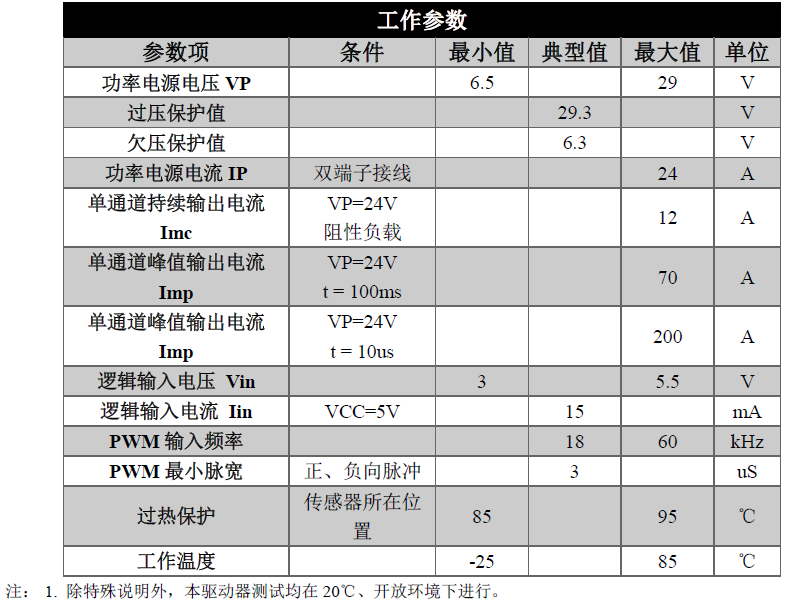 工作参数
参数项 条件 最小值 典型值 最大值 单位
功率电源电压 VP 6.5 29 V
过压保护值 29.3 V
欠压保护值 6.3 V
功率电源电流 IP 双端子接线 24 A
单通道持续输出电流 Imc VP=24V 阻性负载 12 A
单通道峰值输出电流 Imp VP=24V t = 100ms 70 A
单通道峰值输出电流 Imp VP=24V t = 10us 200 A
逻辑输入电压 Vin 3 5.5 V
逻辑输入电流 Iin VCC=5V 15 mA
PWM 输入频率 18 60 kHz
PWM 最小脉宽 正、负向脉冲 3 uS
过热保护 传感器所在位置 85 95 ℃
工作温度 -25 85 ℃
注： 1. 除特殊说明外，本驱动器测试均在 20℃、开放环境下进行。